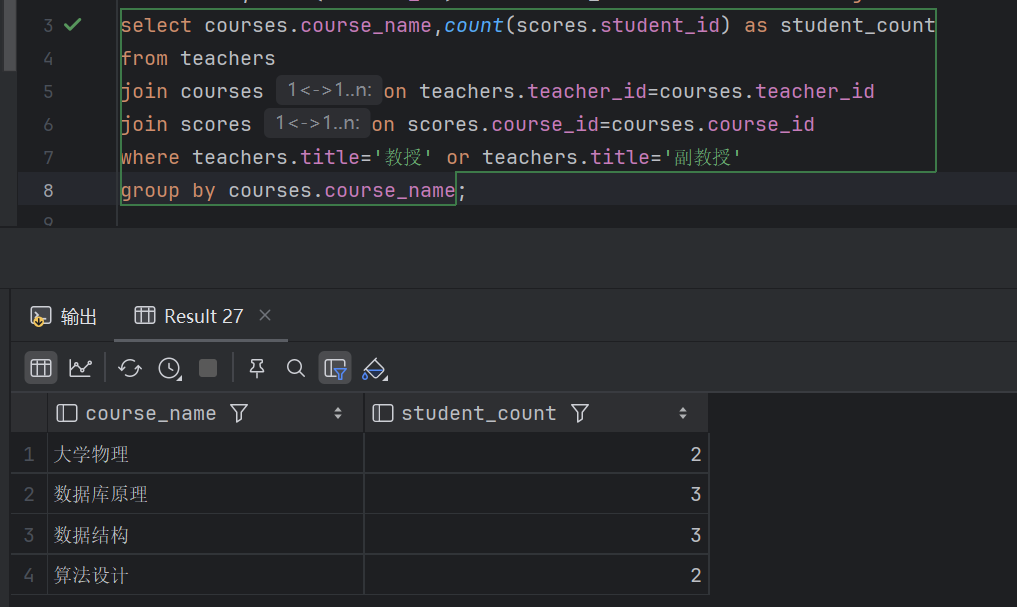 3 select courses.course_name,count(scores.student_id) as student_count
4 from teachers
5 join courses 1<->1..n: on teachers.teacher_id=courses.teacher_id
6 join scores 1<->1..n: on scores.course_id=courses.course_id
7 where teachers.title='教授' or teachers.title='副教授'
8 group by courses.course_name;
9
输出 Result 27
course_name student_count
1 大学物理 2
2 数据库原理 3
3 数据结构 3
4 算法设计 2